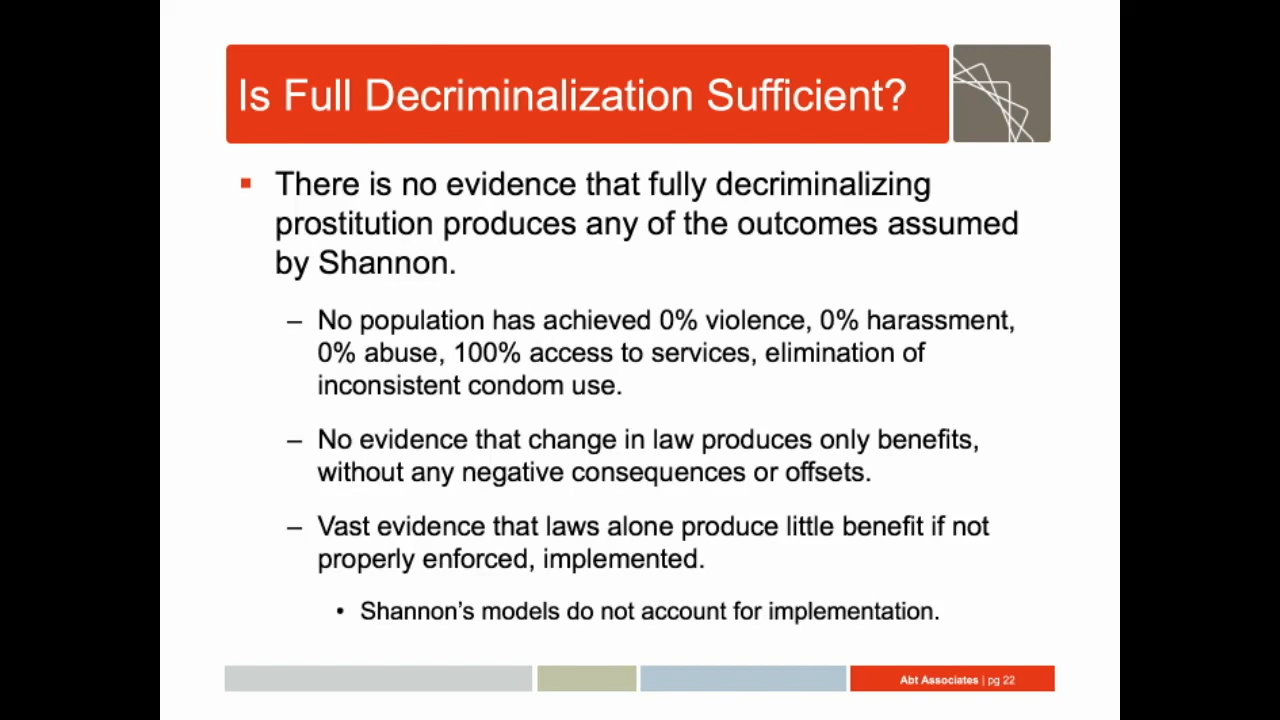 Is Full Decriminalization Sufficient?
▪ There is no evidence that fully decriminalizing
prostitution produces any of the outcomes assumed
by Shannon.
– No population has achieved 0% violence, 0% harassment,
0% abuse, 100% access to services, elimination of
inconsistent condom use.
– No evidence that change in law produces only benefits,
without any negative consequences or offsets.
– Vast evidence that laws alone produce little benefit if not
properly enforced, implemented.
• Shannon’s models do not account for implementation.
Abt Associates | pg 22